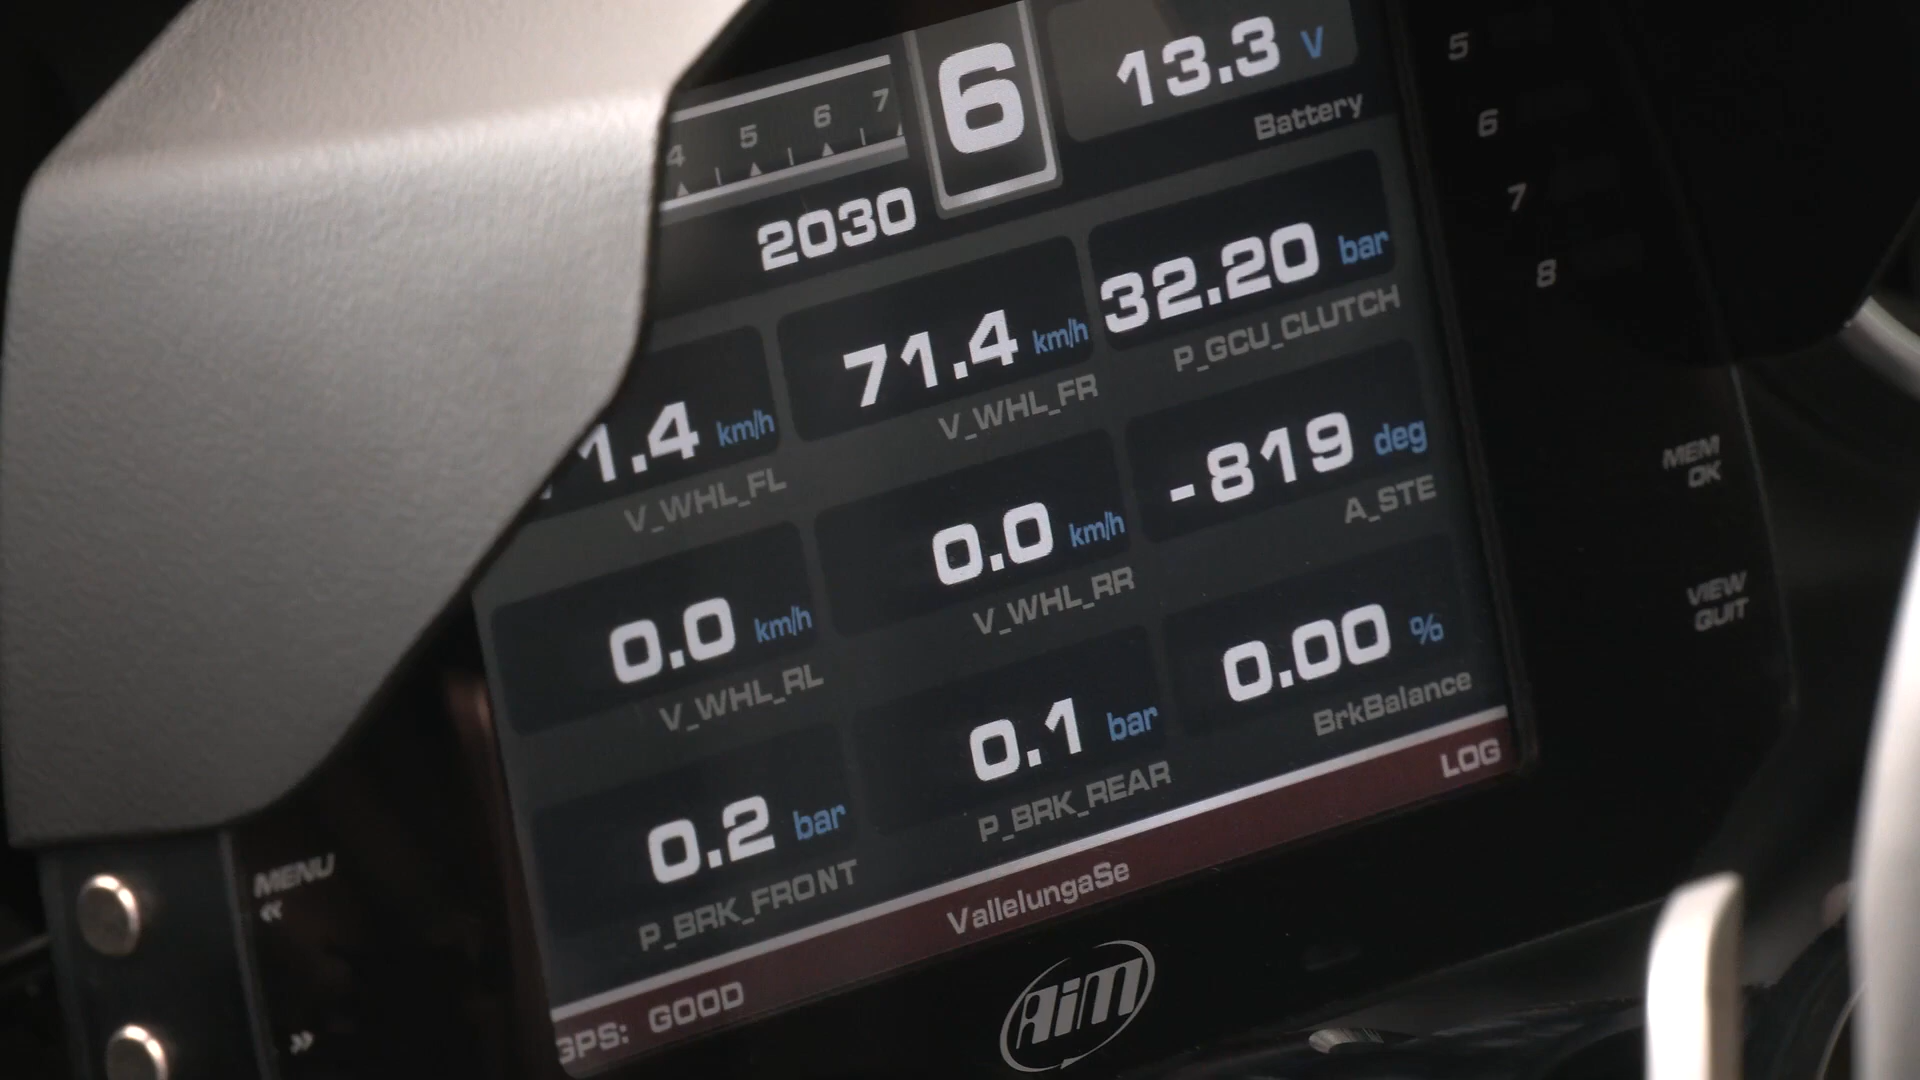 4 5 6 7
6
13.3 V
Battery
2030
1.4 km/h
V_WHL_FL
71.4 km/h
V_WHL_FR
32.20 bar
P_GCU_CLUTCH
0.0 km/h
V_WHL_RL
0.0 km/h
V_WHL_RR
-819 deg
A_STE
0.2 bar
P_BRK_FRONT
0.1 bar
P_BRK_REAR
0.00 %
BrkBalance
GPS: GOOD
VallelungaSe
LOG
AiM
MENU
<<
>>
5
6
7
8
MEM
OK
VIEW
QUIT